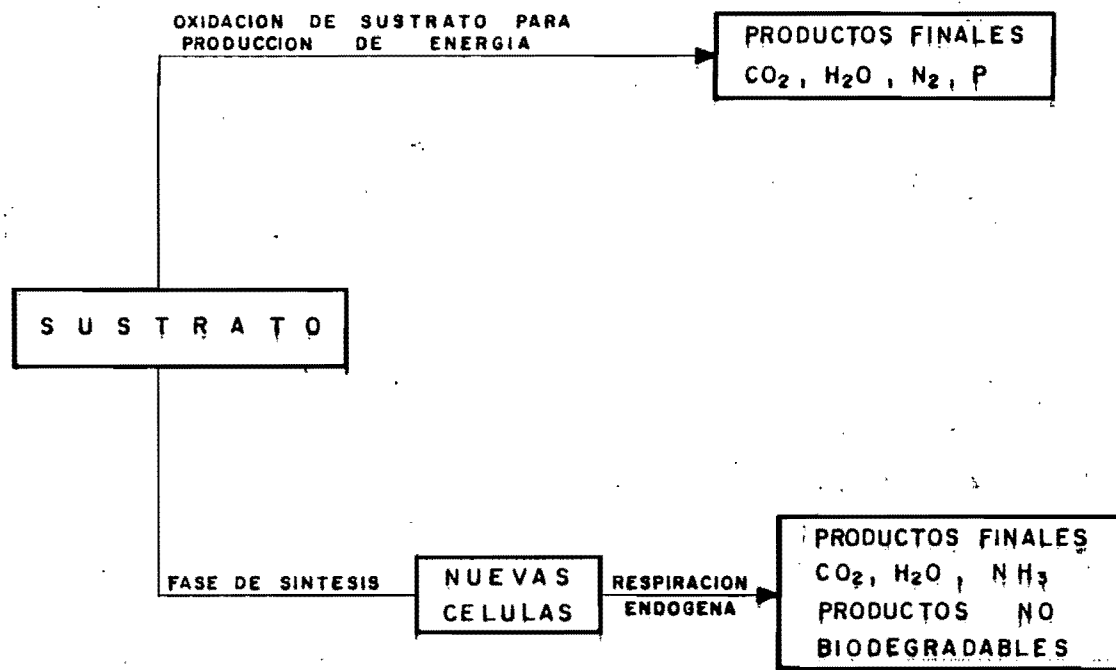 OXIDACION DE SUSTRATO PARA
PRODUCCION DE ENERGIA
PRODUCTOS FINALES
CO₂, H₂O, N₂, P
SUSTRATO
FASE DE SINTESIS
NUEVAS
CELULAS
RESPIRACION
ENDOGENA
PRODUCTOS FINALES
CO₂, H₂O, NH₃
PRODUCTOS NO
BIODEGRADABLES